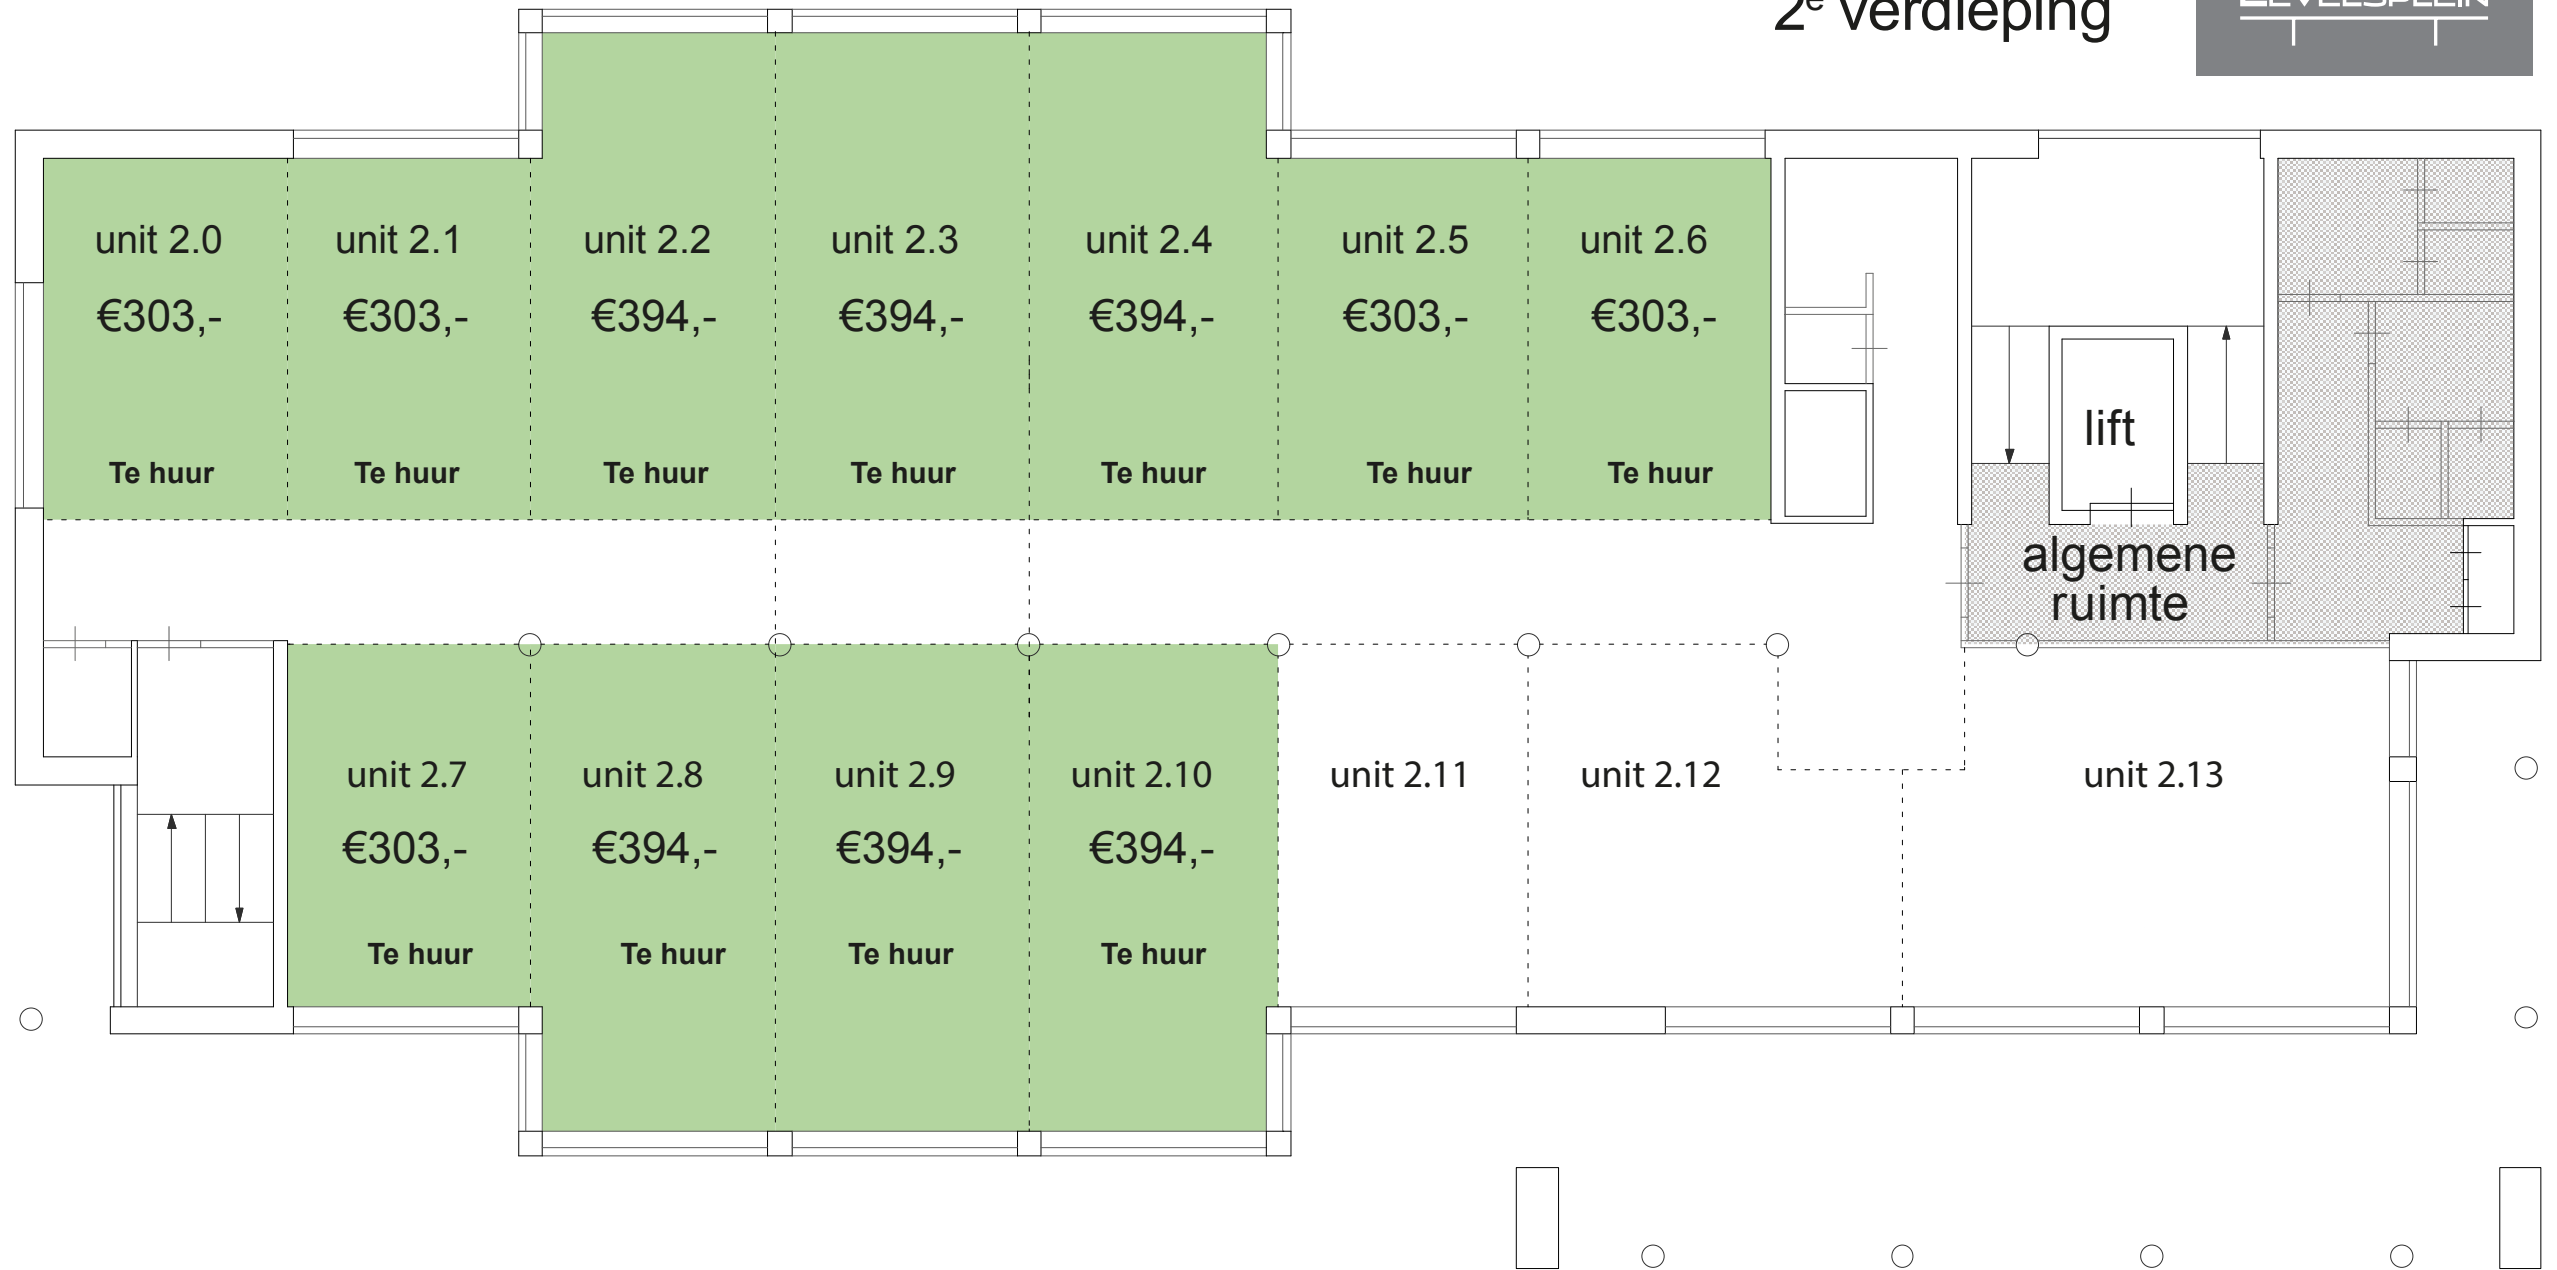 2e verdieping
unit 2.0
€303,-
Te huur
unit 2.1
€303,-
Te huur
unit 2.2
€394,-
Te huur
unit 2.3
€394,-
Te huur
unit 2.4
€394,-
Te huur
unit 2.5
€303,-
Te huur
unit 2.6
€303,-
Te huur
lift
algemene
ruimte
unit 2.7
€303,-
Te huur
unit 2.8
€394,-
Te huur
unit 2.9
€394,-
Te huur
unit 2.10
€394,-
Te huur
unit 2.11
unit 2.12
unit 2.13